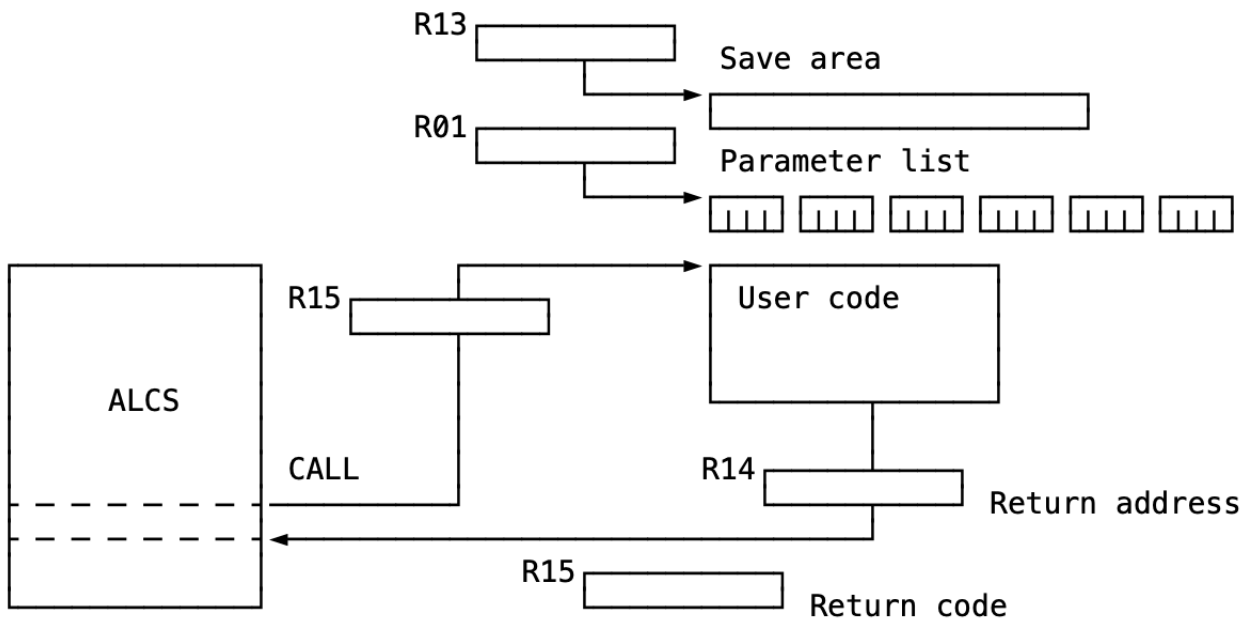 R13
Save area
R01
Parameter list
R15
User code
ALCS
CALL
R14
Return address
R15
Return code